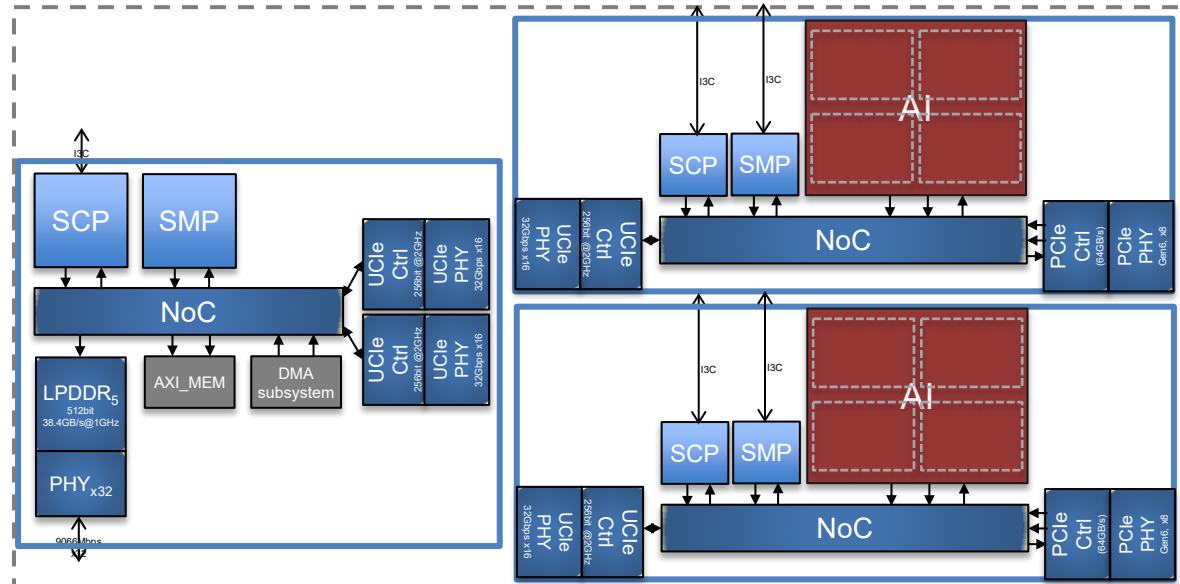 I3C
SCP
SMP
NoC
LPDDR5
512bit
38.4GB/s@1GHz
PHYx32
9066Mbps
AXI_MEM
DMA
subsystem
UCIe
Ctrl
256bit @2GHz
UCIe
PHY
32Gbps x16
UCIe
Ctrl
256bit @2GHz
UCIe
PHY
32Gbps x16
I3C
I3C
SCP
SMP
AI
UCIe
PHY
32Gbps x16
UCIe
Ctrl
256bit @2GHz
NoC
PCIe
Ctrl
(64GB/s)
PCIe
PHY
Gen6, x8
I3C
I3C
SCP
SMP
AI
UCIe
PHY
32Gbps x16
UCIe
Ctrl
256bit @2GHz
NoC
PCIe
Ctrl
(64GB/s)
PCIe
PHY
Gen6, x8